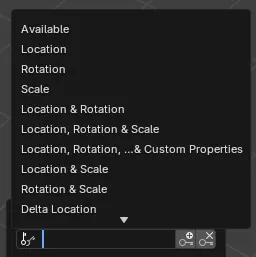 Available
Location
Rotation
Scale
Location & Rotation
Location, Rotation & Scale
Location, Rotation, ...& Custom Properties
Location & Scale
Rotation & Scale
Delta Location